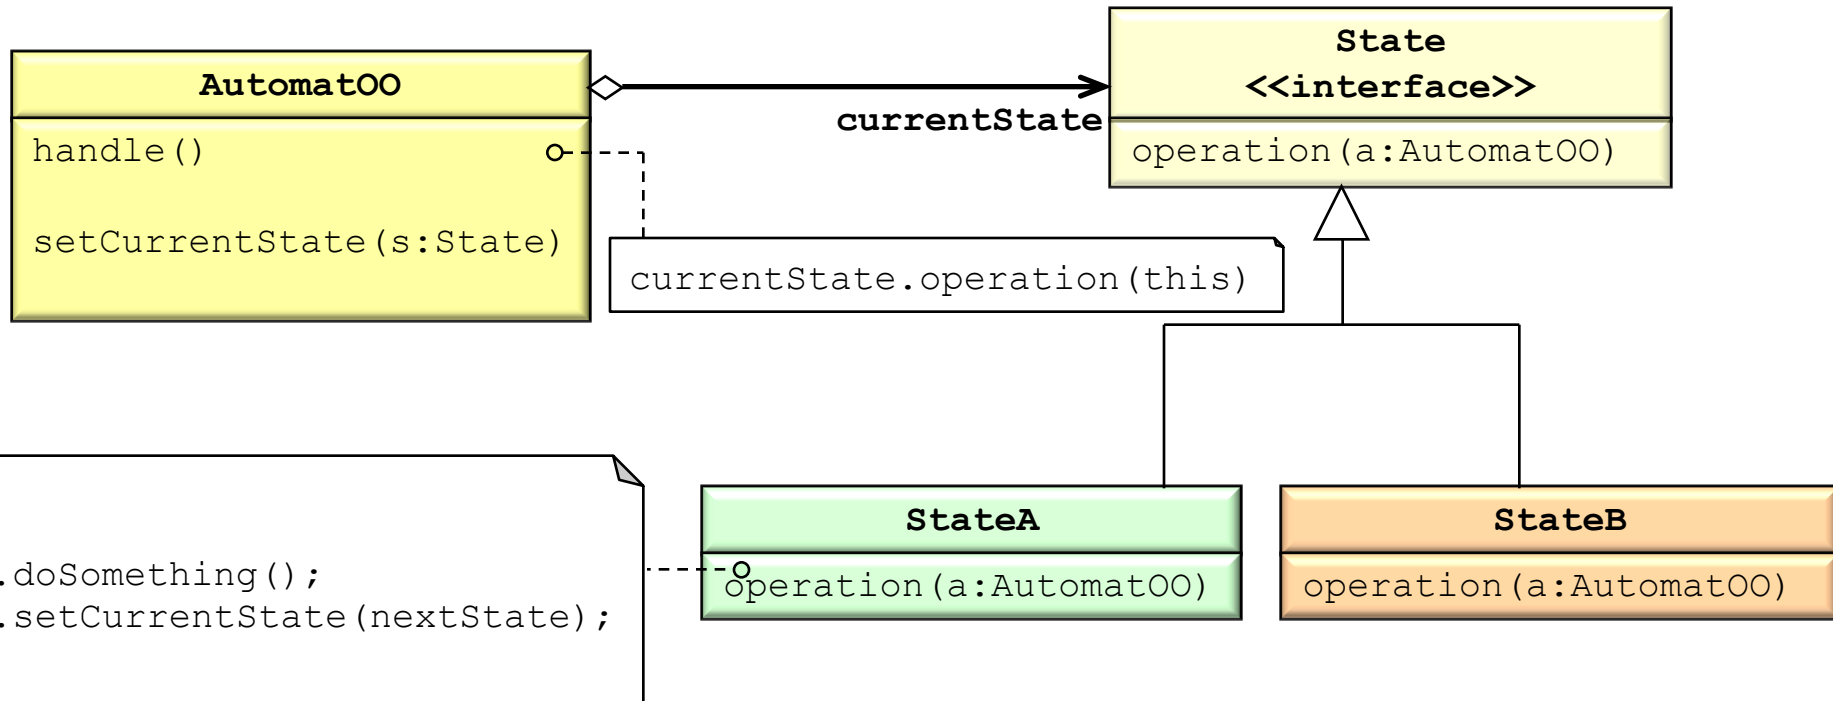 AutomatOO
handle()
setCurrentState(s:State)
currentState
State
<<interface>>
operation(a:AutomatOO)
currentState.operation(this)
.doSomething();
.setCurrentState(nextState);
StateA
operation(a:AutomatOO)
StateB
operation(a:AutomatOO)